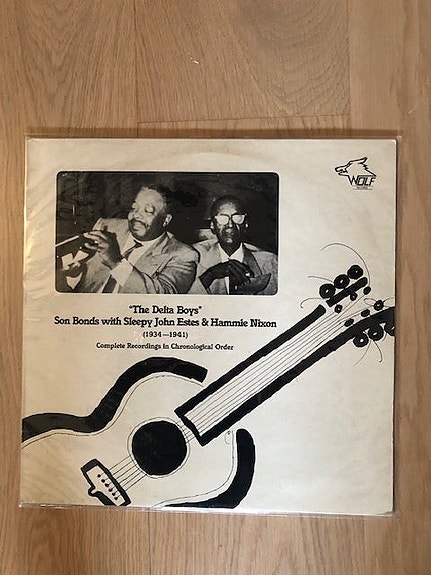 WOLF
RECORDS
"The Delta Boys"
Son Bonds with Sleepy John Estes & Hammie Nixon
(1934—1941)
Complete Recordings in Chronological Order